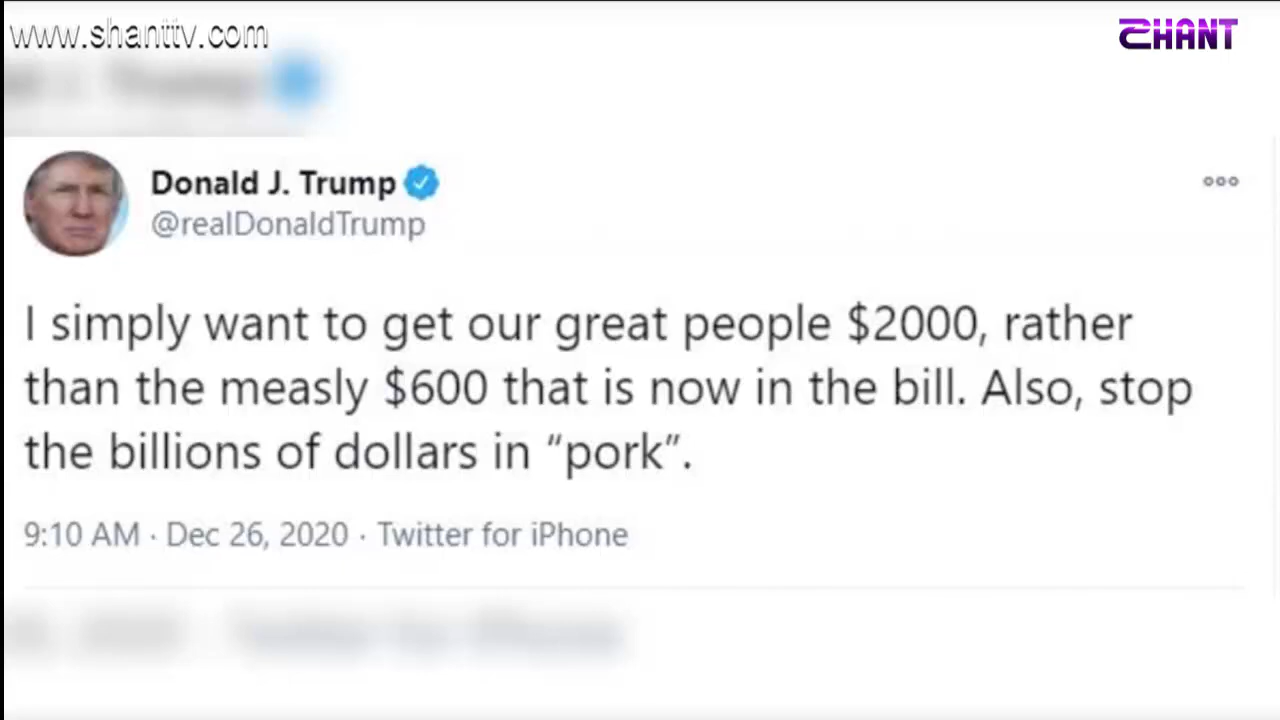 www.shanttv.com
SHANT
Donald J. Trump
@realDonaldTrump
I simply want to get our great people $2000, rather
than the measly $600 that is now in the bill. Also, stop
the billions of dollars in “pork”.
9:10 AM · Dec 26, 2020 · Twitter for iPhone